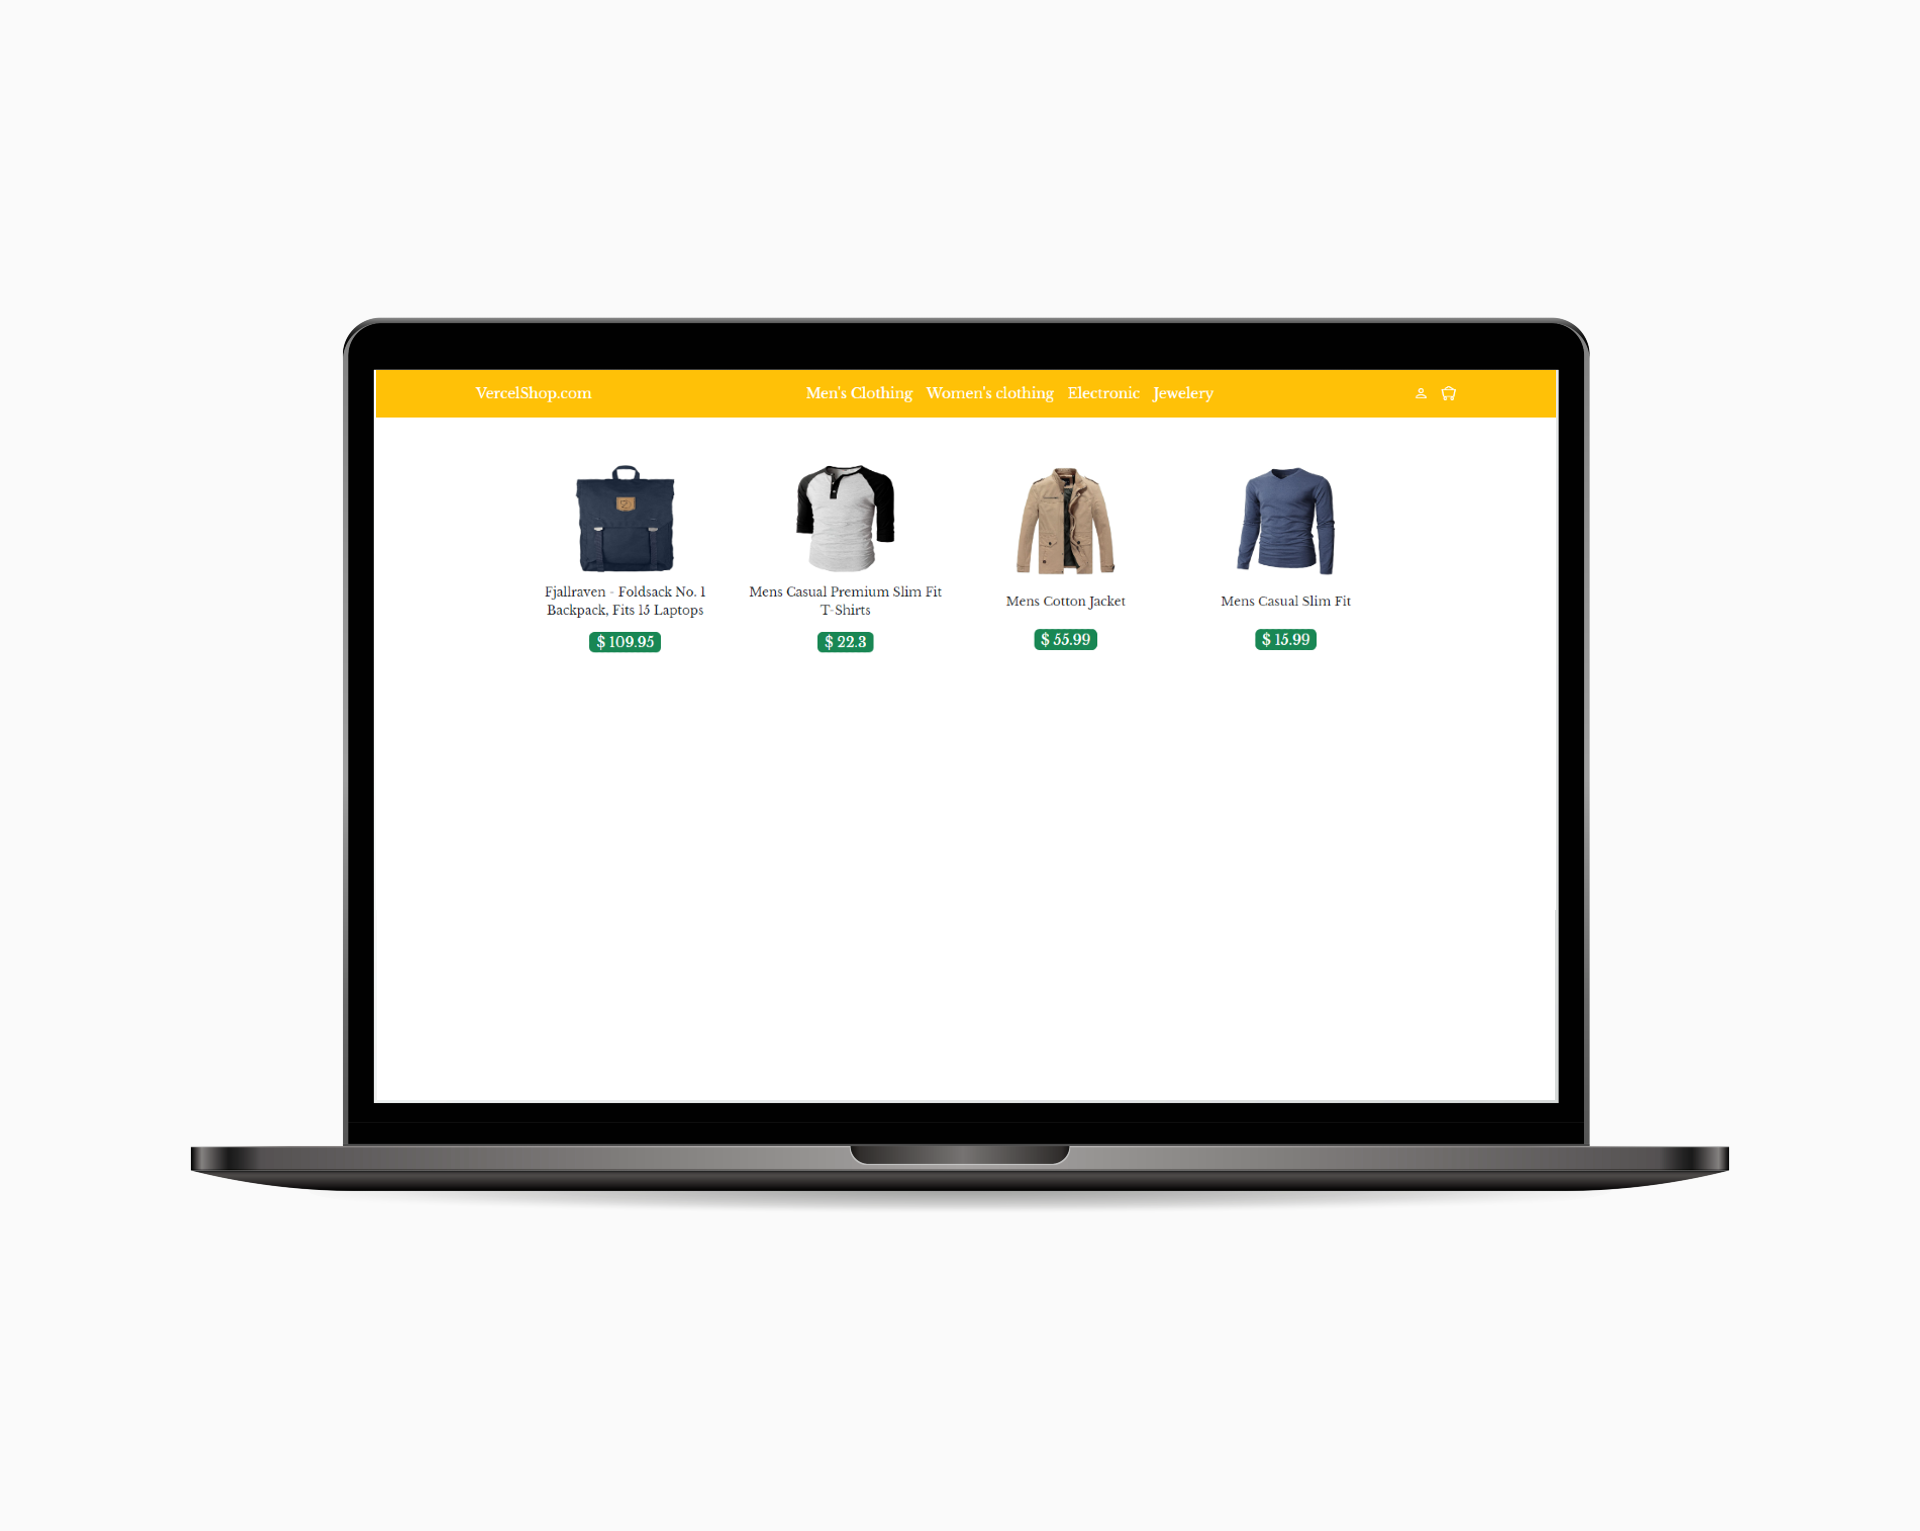 VercelShop.com
Men's Clothing Women's clothing Electronic Jewelery
Fjallraven - Foldsack No. 1
Backpack, Fits 15 Laptops
$ 109.95
Mens Casual Premium Slim Fit
T-Shirts
$ 22.3
Mens Cotton Jacket
$ 55.99
Mens Casual Slim Fit
$ 15.99